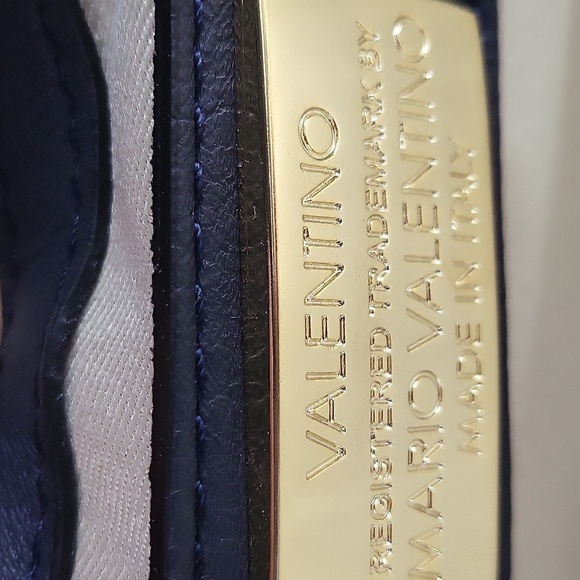 VALENTINO
REGISTERED TRADEMARK BY
MARIO VALENTINO
MADE IN ITALY